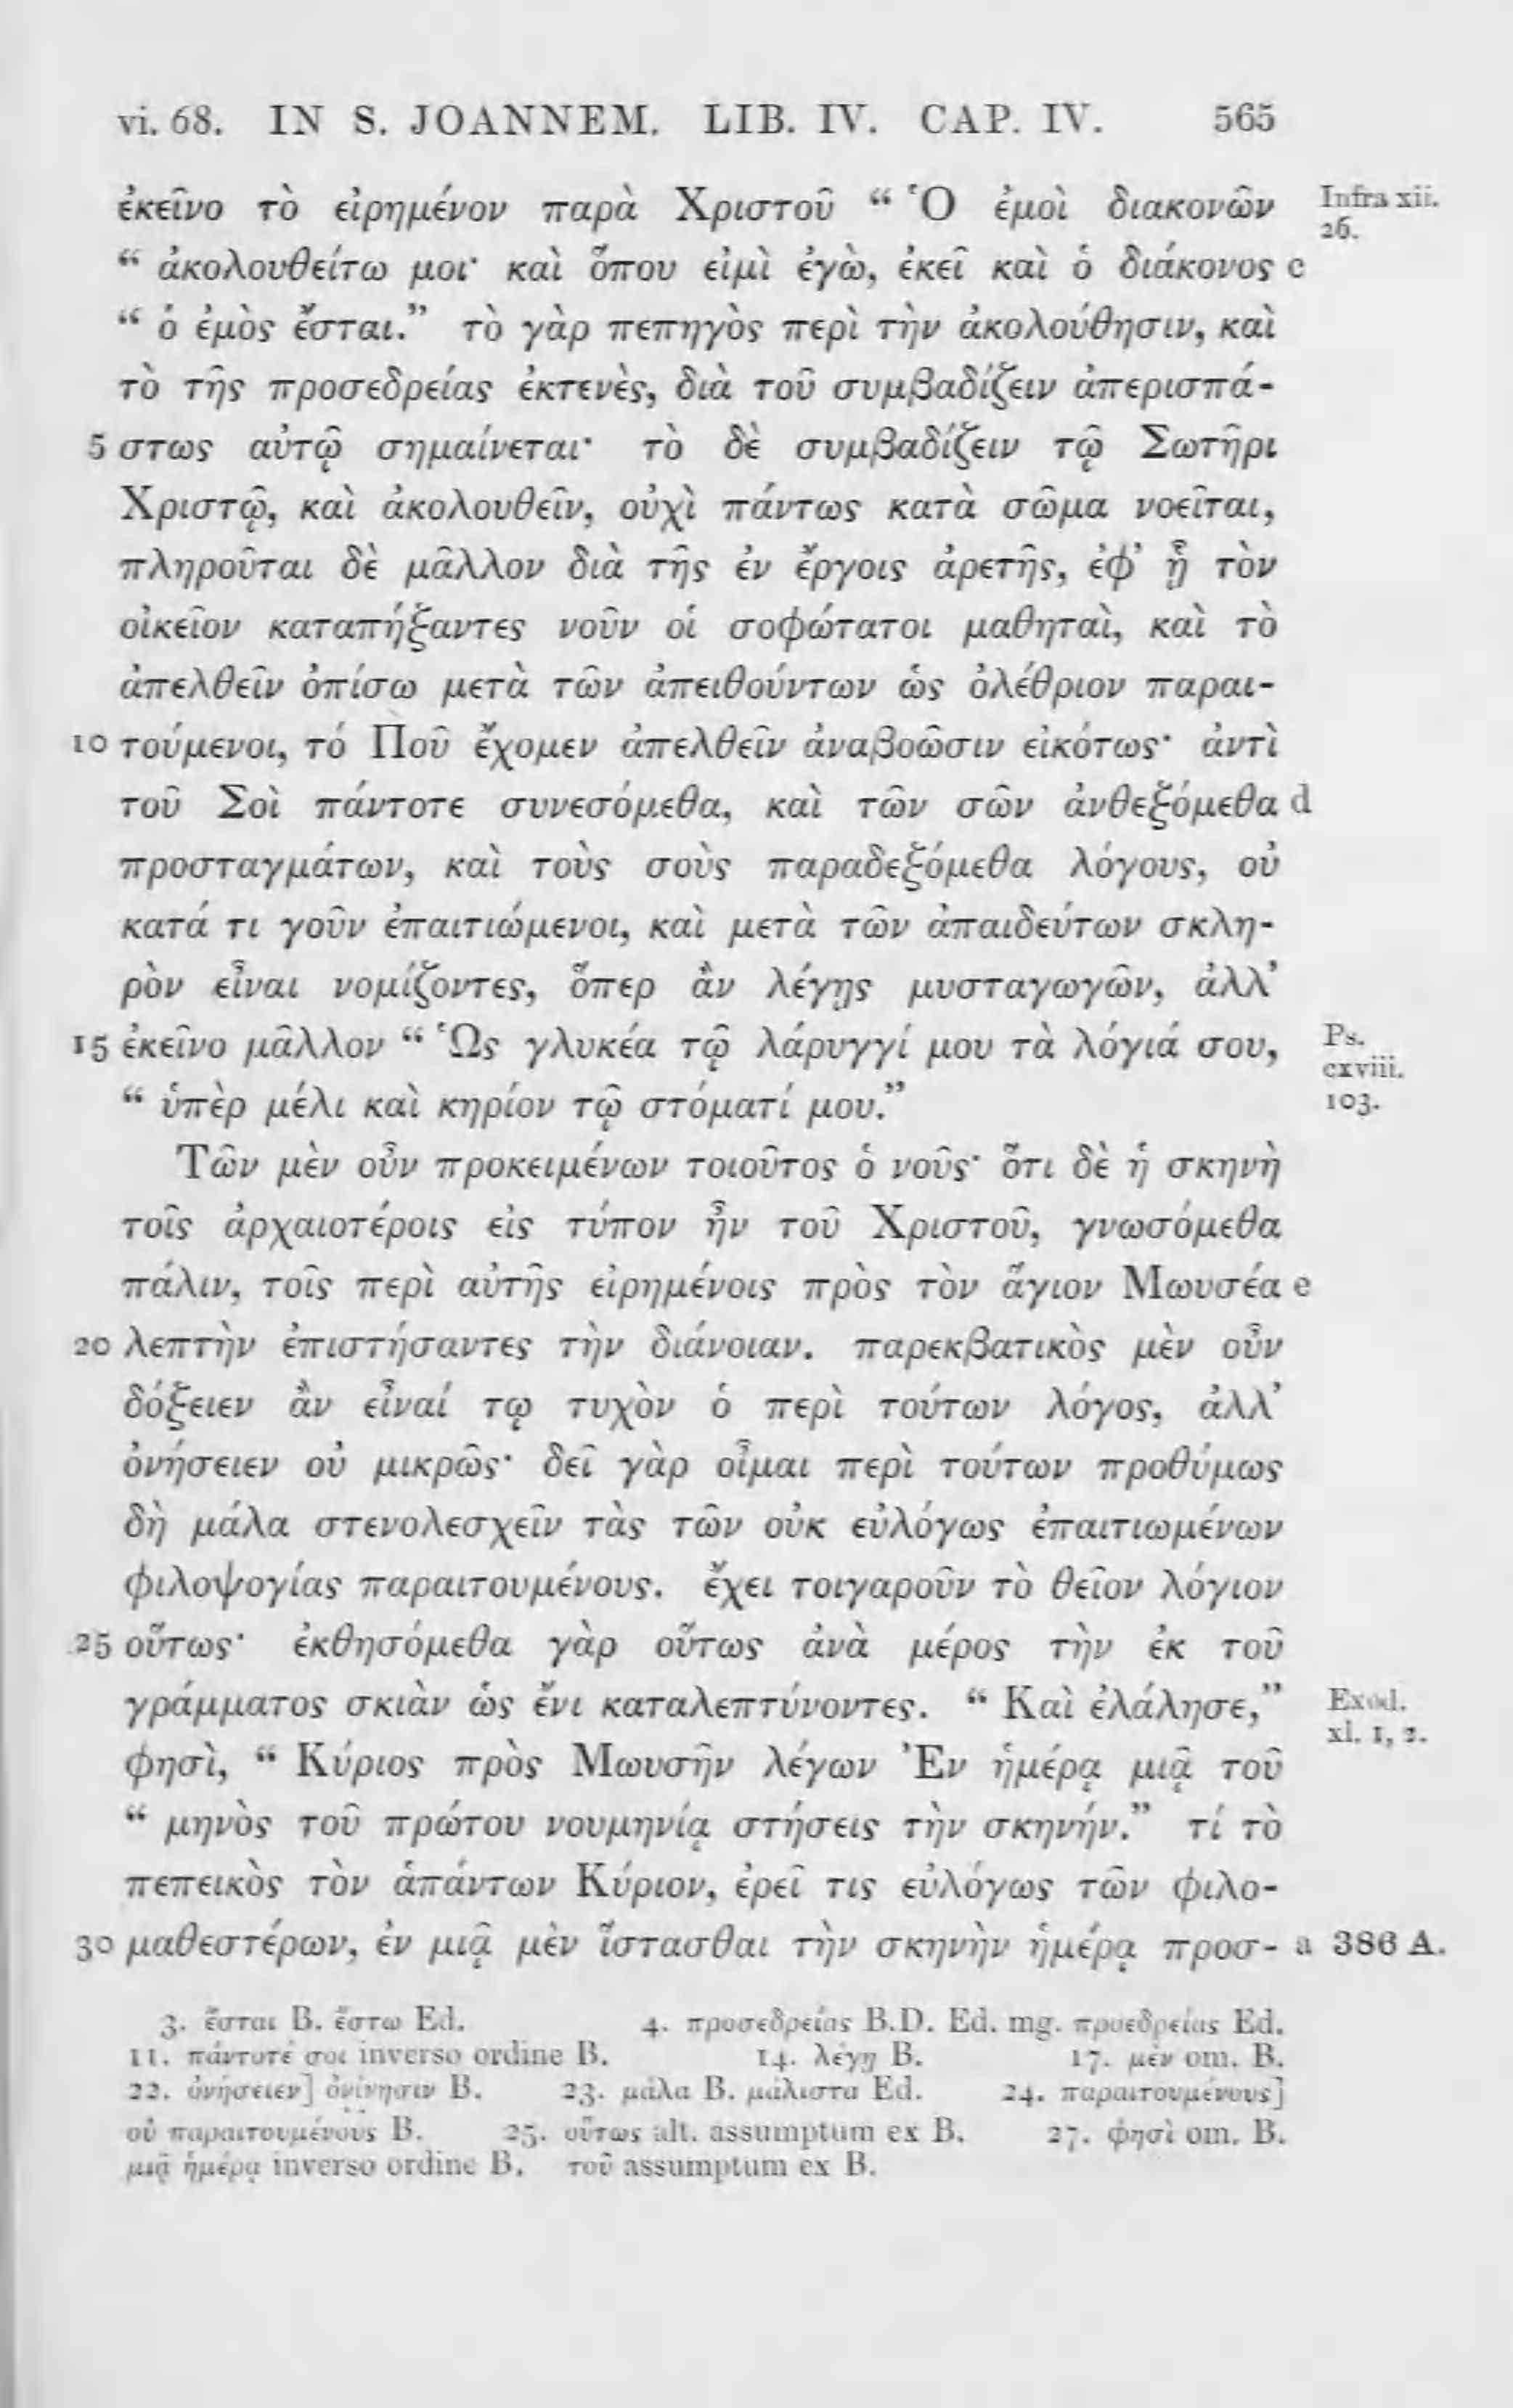 vi. 68. IN S. JOANNEM. LIB. IV. CAP. IV. 565
ἐκεῖνο τὸ εἰρημένον παρὰ Χριστοῦ “ Ὁ ἐμοὶ διακονῶν Infra xii. 26.
“ ἀκολουθείτω μοι· καὶ ὅπου εἰμὶ ἐγὼ, ἐκεῖ καὶ ὁ διάκονος c
“ ὁ ἐμὸς ἔσται.” τὸ γὰρ πεπηγὸς περὶ τὴν ἀκολούθησιν, καὶ
τὸ τῆς προσεδρείας ἐκτενὲς, διὰ τοῦ συμβαδίζειν ἀπερισπά-
5 στως αὐτῷ σημαίνεται· τὸ δὲ συμβαδίζειν τῷ Σωτῆρι
Χριστῷ, καὶ ἀκολουθεῖν, οὐχὶ πάντως κατὰ σῶμα νοεῖται,
πληροῦται δὲ μᾶλλον διὰ τῆς ἐν ἔργοις ἀρετῆς, ἐφ’ ᾗ τὸν
οἰκεῖον καταπήξαντες νοῦν οἱ σοφώτατοι μαθηταὶ, καὶ τὸ
ἀπελθεῖν ὀπίσω μετὰ τῶν ἀπειθούντων ὡς ὀλέθριον παραι-
10 τούμενοι, τό Ποῦ ἔχομεν ἀπελθεῖν ἀναβοῶσιν εἰκότως· ἀντὶ
τοῦ Σοὶ πάντοτε συνεσόμεθα, καὶ τῶν σῶν ἀνθεξόμεθα d
προσταγμάτων, καὶ τοὺς σοὺς παραδεξόμεθα λόγους, οὐ
κατά τι γοῦν ἐπαιτιώμενοι, καὶ μετὰ τῶν ἀπαιδεύτων σκλη-
ρὸν εἶναι νομίζοντες, ὅπερ ἂν λέγῃς μυσταγωγῶν, ἀλλ’
15 ἐκεῖνο μᾶλλον “ Ὡς γλυκέα τῷ λάρυγγί μου τὰ λόγιά σου, Ps. cxviii. 103.
“ ὑπὲρ μέλι καὶ κηρίον τῷ στόματί μου.”
Τῶν μὲν οὖν προκειμένων τοιοῦτος ὁ νοῦς· ὅτι δὲ ἡ σκηνὴ
τοῖς ἀρχαιοτέροις εἰς τύπον ἦν τοῦ Χριστοῦ, γνωσόμεθα
πάλιν, τοῖς περὶ αὐτῆς εἰρημένοις πρὸς τὸν ἅγιον Μωυσέα e
20 λεπτὴν ἐπιστήσαντες τὴν διάνοιαν. παρεκβατικὸς μὲν οὖν
δόξειεν ἂν εἶναί τῳ τυχὸν ὁ περὶ τούτων λόγος, ἀλλ’
ὀνήσειεν οὐ μικρῶς· δεῖ γὰρ οἶμαι περὶ τούτων προθύμως
δὴ μάλα στενολεσχεῖν τὰς τῶν οὐκ εὐλόγως ἐπαιτιωμένων
φιλοψογίας παραιτουμένους. ἔχει τοιγαροῦν τὸ θεῖον λόγιον
25 οὕτως· ἐκθησόμεθα γὰρ οὕτως ἀνὰ μέρος τὴν ἐκ τοῦ
γράμματος σκιὰν ὡς ἔνι καταλεπτύνοντες. “ Καὶ ἐλάλησε,” Exod. xl. 1, 2.
φησὶ, “ Κύριος πρὸς Μωυσῆν λέγων Ἐν ἡμέρᾳ μιᾷ τοῦ
“ μηνὸς τοῦ πρώτου νουμηνίᾳ στήσεις τὴν σκηνήν.” τί τὸ
πεπεικὸς τὸν ἁπάντων Κύριον, ἐρεῖ τις εὐλόγως τῶν φιλο-
30 μαθεστέρων, ἐν μιᾷ μὲν ἵστασθαι τὴν σκηνὴν ἡμέρᾳ προσ- a 386 A.
3. ἔσται B. ἔστω Ed. 4. προσεδρείας B.D. Ed. mg. προεδρείας Ed.
11. πάντοτέ σοι inverso ordine B. 14. λέγῃ B. 17. μὲν om. B.
22. ὀνήσειεν] ὀνίνησιν B. 23. μάλα B. μάλιστα Ed. 24. παραιτουμένους]
οὐ παραιτουμένους B. 25. οὕτως alt. assumptum ex B. 27. φησὶ om. B.
μιᾷ ἡμέρᾳ inverso ordine B. τοῦ assumptum ex B.